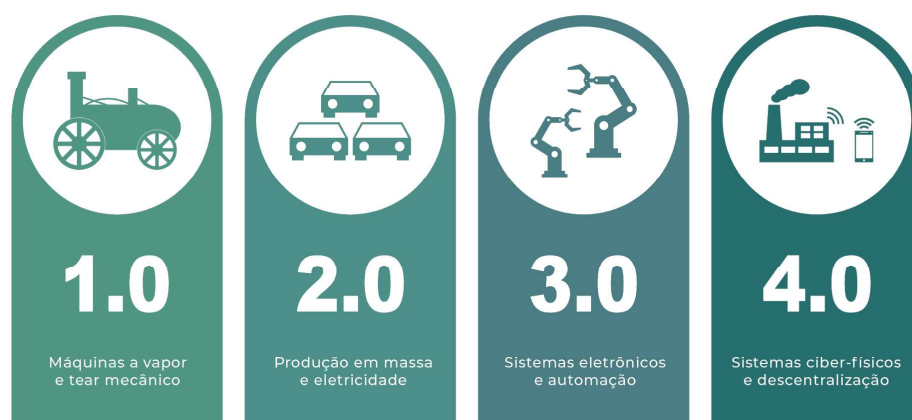 1.0
Máquinas a vapor
e tear mecânico
2.0
Produção em massa
e eletricidade
3.0
Sistemas eletrônicos
e automação
4.0
Sistemas ciber-físicos
e descentralização